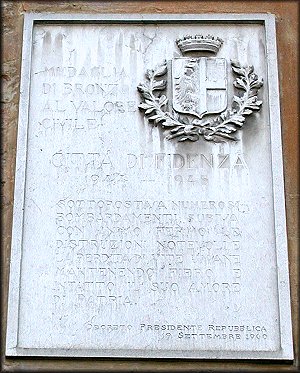 MEDAGLIA
DI BRONZO
AL VALORE
CIVILE
CITTÀ DI FIDENZA
1943 - 1945
SOTTOPOSTA A NUMEROSI
BOMBARDAMENTI SUBIVA
CON ANIMO FERMO LE
DISTRUZIONI NOTEVOLI E
LA PERDITA DI VITE UMANE
MANTENENDO FIERO E
INTATTO IL SUO AMORE
DI PATRIA.
DECRETO PRESIDENTE REPUBBLICA
19 SETTEMBRE 1960